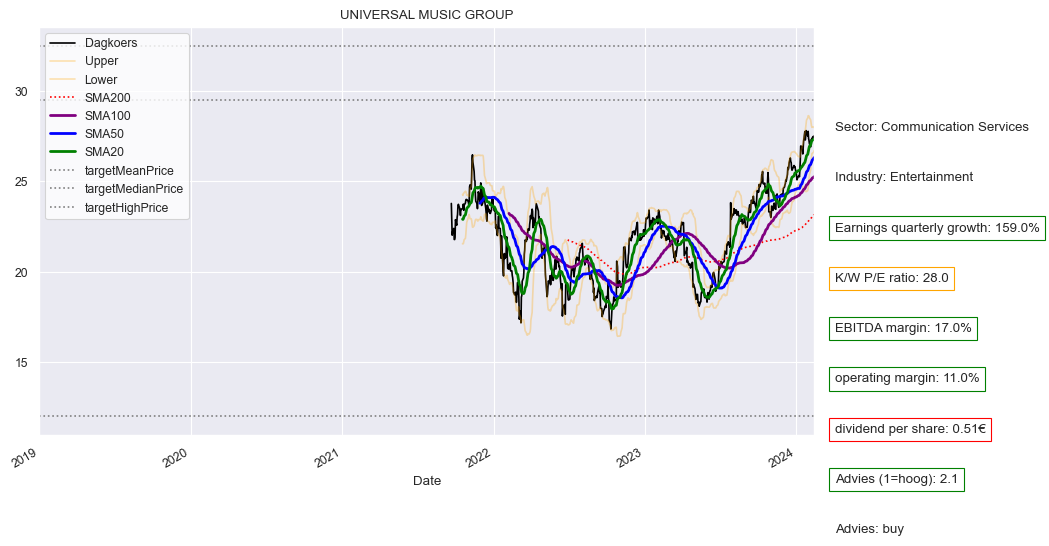 UNIVERSAL MUSIC GROUP
Dagkoers
Upper
Lower
SMA200
SMA100
SMA50
SMA20
targetMeanPrice
targetMedianPrice
targetHighPrice
30
25
20
15
2019
2020
2021
2022
2023
2024
Date
Sector: Communication Services
Industry: Entertainment
Earnings quarterly growth: 159.0%
K/W P/E ratio: 28.0
EBITDA margin: 17.0%
operating margin: 11.0%
dividend per share: 0.51€
Advies (1=hoog): 2.1
Advies: buy